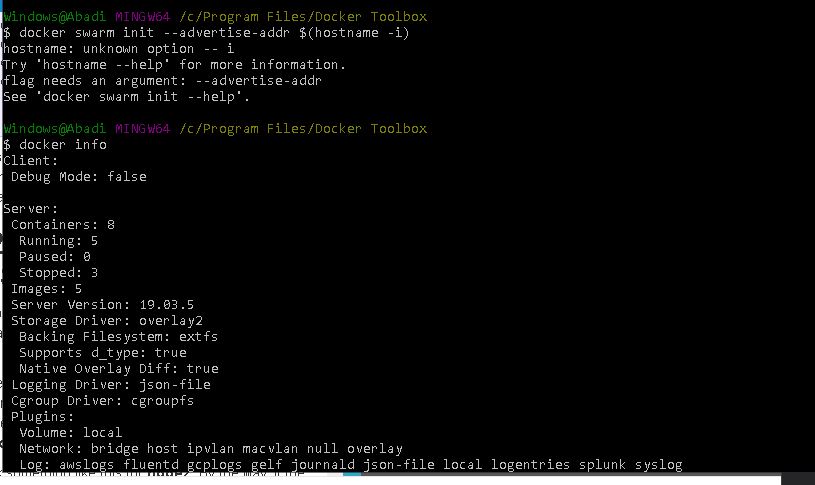 Windows@Abadi MINGW64 /c/Program Files/Docker Toolbox
$ docker swarm init --advertise-addr $(hostname -i)
hostname: unknown option -- i
Try 'hostname --help' for more information.
flag needs an argument: --advertise-addr
See 'docker swarm init --help'.
Windows@Abadi MINGW64 /c/Program Files/Docker Toolbox
$ docker info
Client:
Debug Mode: false
Server:
Containers: 8
Running: 5
Paused: 0
Stopped: 3
Images: 5
Server Version: 19.03.5
Storage Driver: overlay2
Backing Filesystem: extfs
Supports d_type: true
Native Overlay Diff: true
Logging Driver: json-file
Cgroup Driver: cgroupfs
Plugins:
Volume: local
Network: bridge host ipvlan macvlan null overlay
Log: awslogs fluentd gcplogs gelf journald json-file local logentries splunk syslog